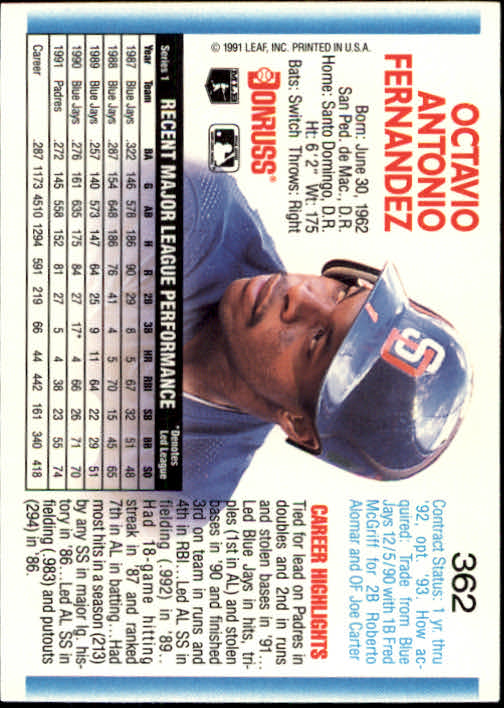 OCTAVIO
ANTONIO
FERNANDEZ
Born: June 30, 1962
San Ped. de Mac., D.R.
Home: Santo Domingo, D.R.
Ht: 6' 2" Wt: 175
Bats: Switch Throws: Right
DONRUSS®
© 1991 LEAF, INC. PRINTED IN U.S.A.
362
Contract Status: 1 yr. thru
'92, opt. '93 How ac-
quired: Trade from Blue
Jays 12/5/90 with 1B Fred
McGriff for 2B Roberto
Alomar and OF Joe Carter
SD
Series 1
RECENT MAJOR LEAGUE PERFORMANCE
*Denotes
Led League
Year Team BA G AB H R 2B 3B HR RBI SB BB SO
1987 Blue Jays .322 146 578 186 90 29 8 5 67 32 51 48
1988 Blue Jays .287 154 648 186 76 41 4 5 70 15 45 65
1989 Blue Jays .257 140 573 147 64 25 9 11 64 22 29 51
1990 Blue Jays .276 161 635 175 84 27 17* 4 66 26 71 70
1991 Padres .272 145 558 152 81 27 5 4 38 23 55 74
Career .287 1173 4510 1294 591 219 66 44 442 161 340 418
CAREER HIGHLIGHTS
Tied for lead on Padres in
doubles and 2nd in runs
and stolen bases in '91...
Led Blue Jays in hits, tri-
ples (1st in AL) and stolen
bases in '90 and finished
3rd on team in runs and
4th in RBI...Led AL SS in
fielding (.992) in '89...
Had 18-game hitting
streak in '87 and ranked
7th in AL in batting...Had
most hits in a season (213)
by any SS in major lg. his-
tory in '86...Led AL SS in
fielding (.983) and putouts
(294) in '86.